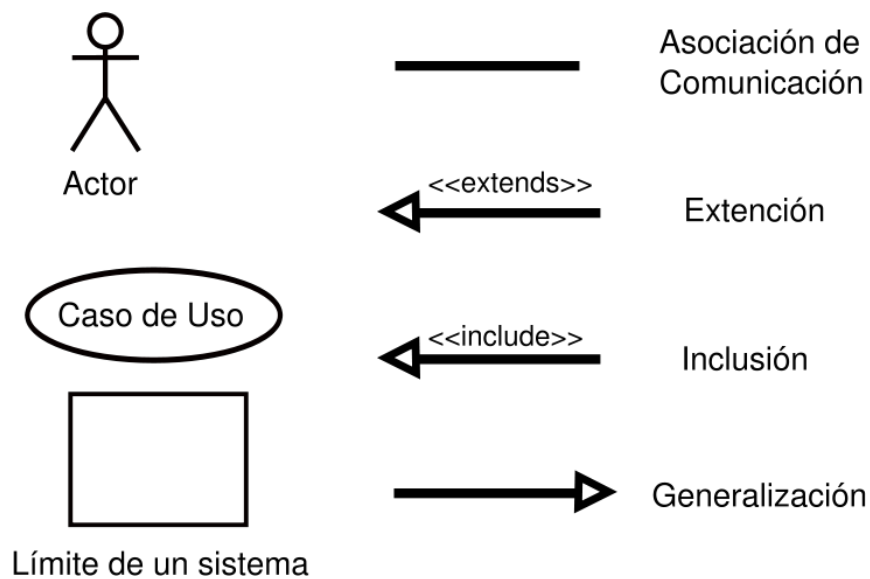 Actor
Caso de Uso
Límite de un sistema
Asociación de
Comunicación
<<extends>>
Extención
<<include>>
Inclusión
Generalización